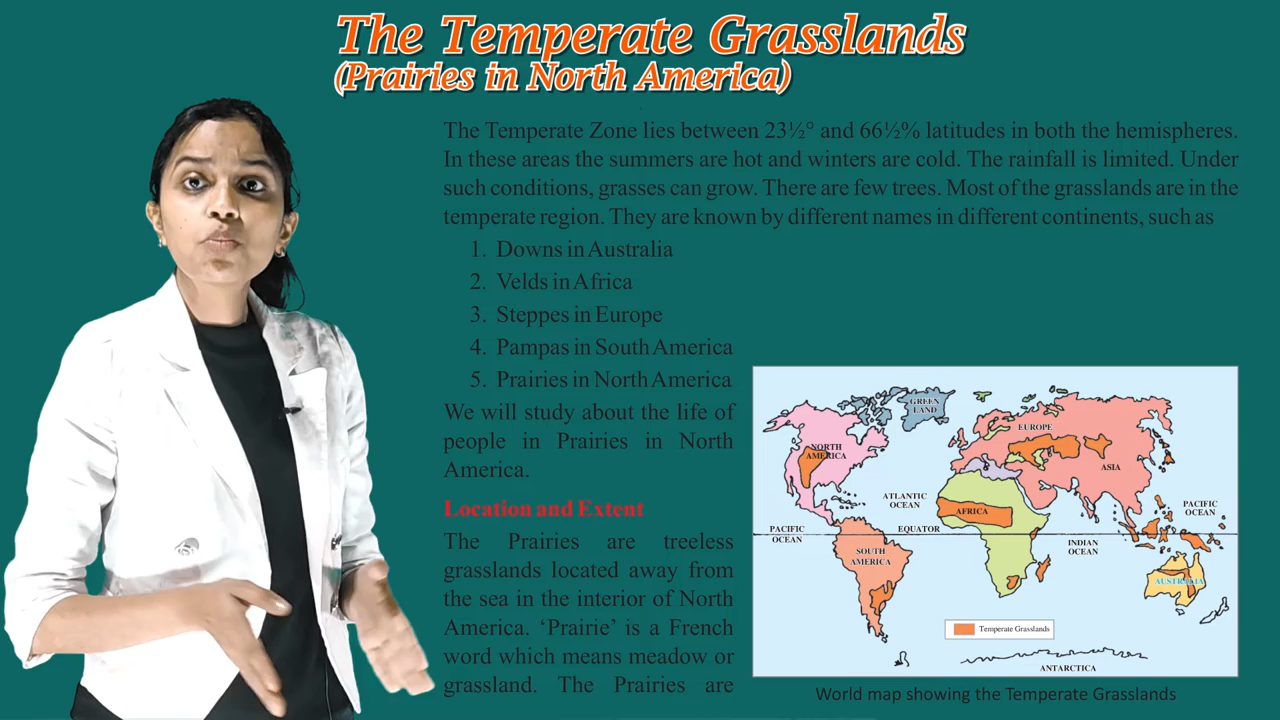 The Temperate Grasslands
(Prairies in North America)
The Temperate Zone lies between 23½° and 66½% latitudes in both the hemispheres.
In these areas the summers are hot and winters are cold. The rainfall is limited. Under
such conditions, grasses can grow. There are few trees. Most of the grasslands are in the
temperate region. They are known by different names in different continents, such as
1. Downs in Australia
2. Velds in Africa
3. Steppes in Europe
4. Pampas in South America
5. Prairies in North America
We will study about the life of
people in Prairies in North
America.
Location and Extent
The Prairies are treeless
grasslands located away from
the sea in the interior of North
America. ‘Prairie’ is a French
word which means meadow or
grassland. The Prairies are
GREEN
LAND
NORTH
AMERICA
EUROPE
ASIA
ATLANTIC
OCEAN
AFRICA
PACIFIC
OCEAN
PACIFIC
OCEAN
EQUATOR
INDIAN
OCEAN
SOUTH
AMERICA
AUSTRALIA
Temperate Grasslands
ANTARCTICA
World map showing the Temperate Grasslands